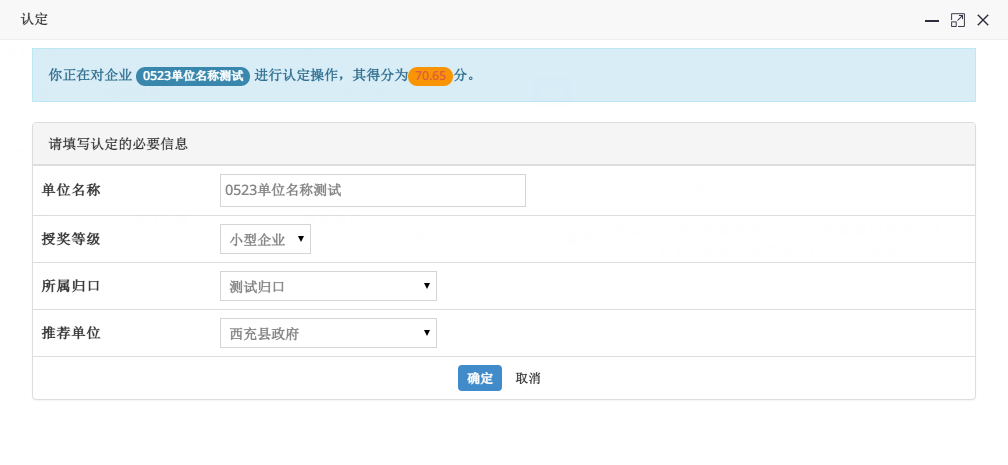 认定
你正在对企业 0523单位名称测试 进行认定操作，其得分为70.65分。
请填写认定的必要信息
单位名称 0523单位名称测试
授奖等级 小型企业
所属归口 测试归口
推荐单位 西充县政府
确定 取消